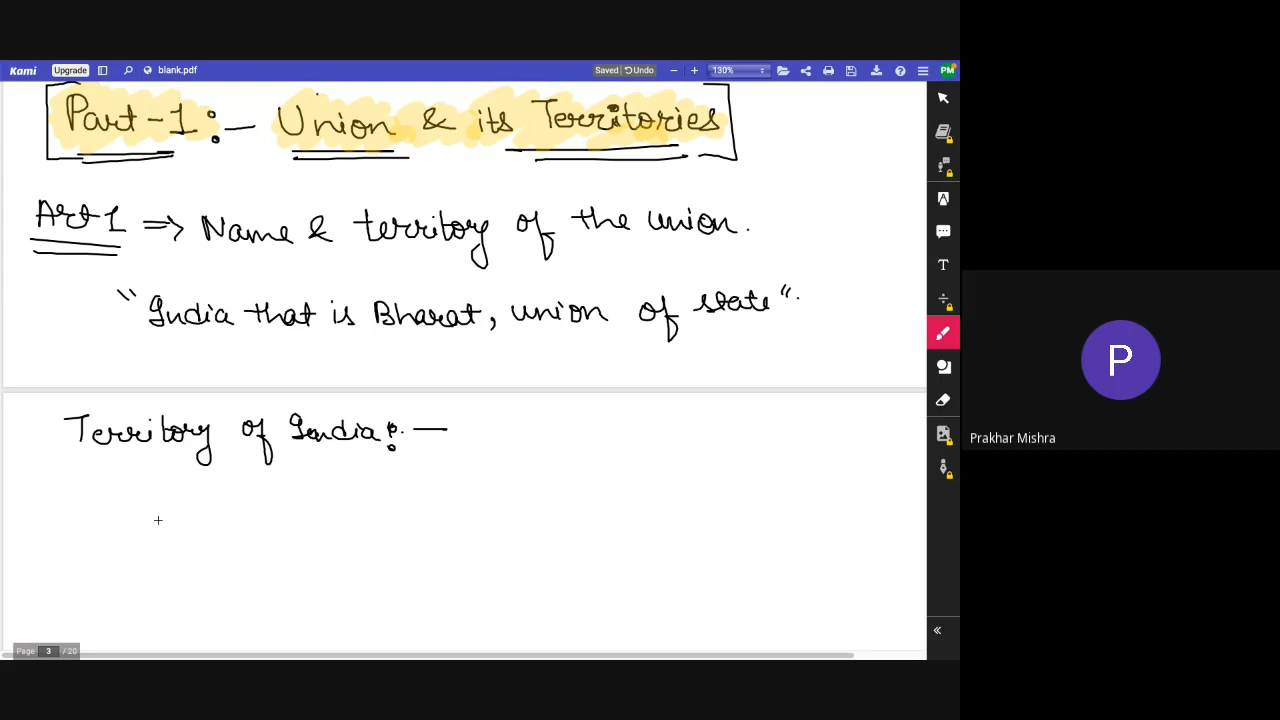 Kami Upgrade blank.pdf Saved Undo 130% PM
Part-1:- Union & its Territories
Art 1 => Name & territory of the union.
"India that is Bharat, union of state".
Territory of India:-
T
P
Prakhar Mishra
Page 3 / 20